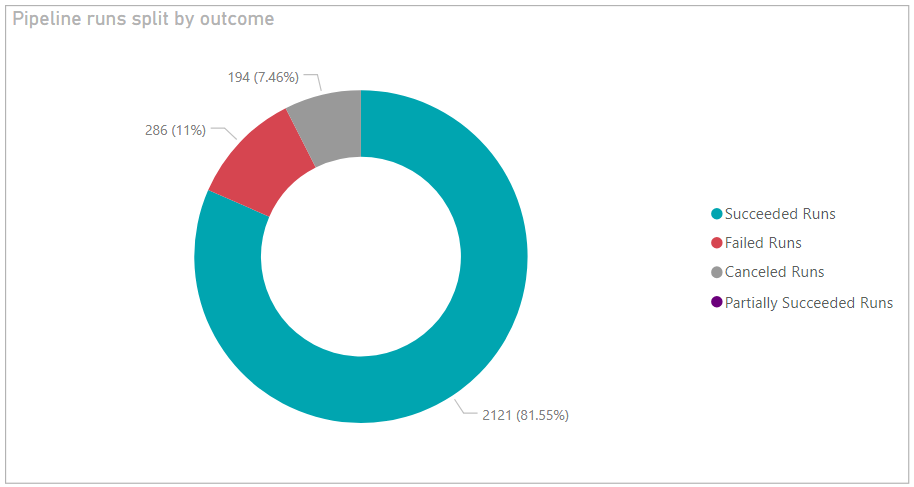 Pipeline runs split by outcome
194 (7.46%)
286 (11%)
2121 (81.55%)
Succeeded Runs
Failed Runs
Canceled Runs
Partially Succeeded Runs